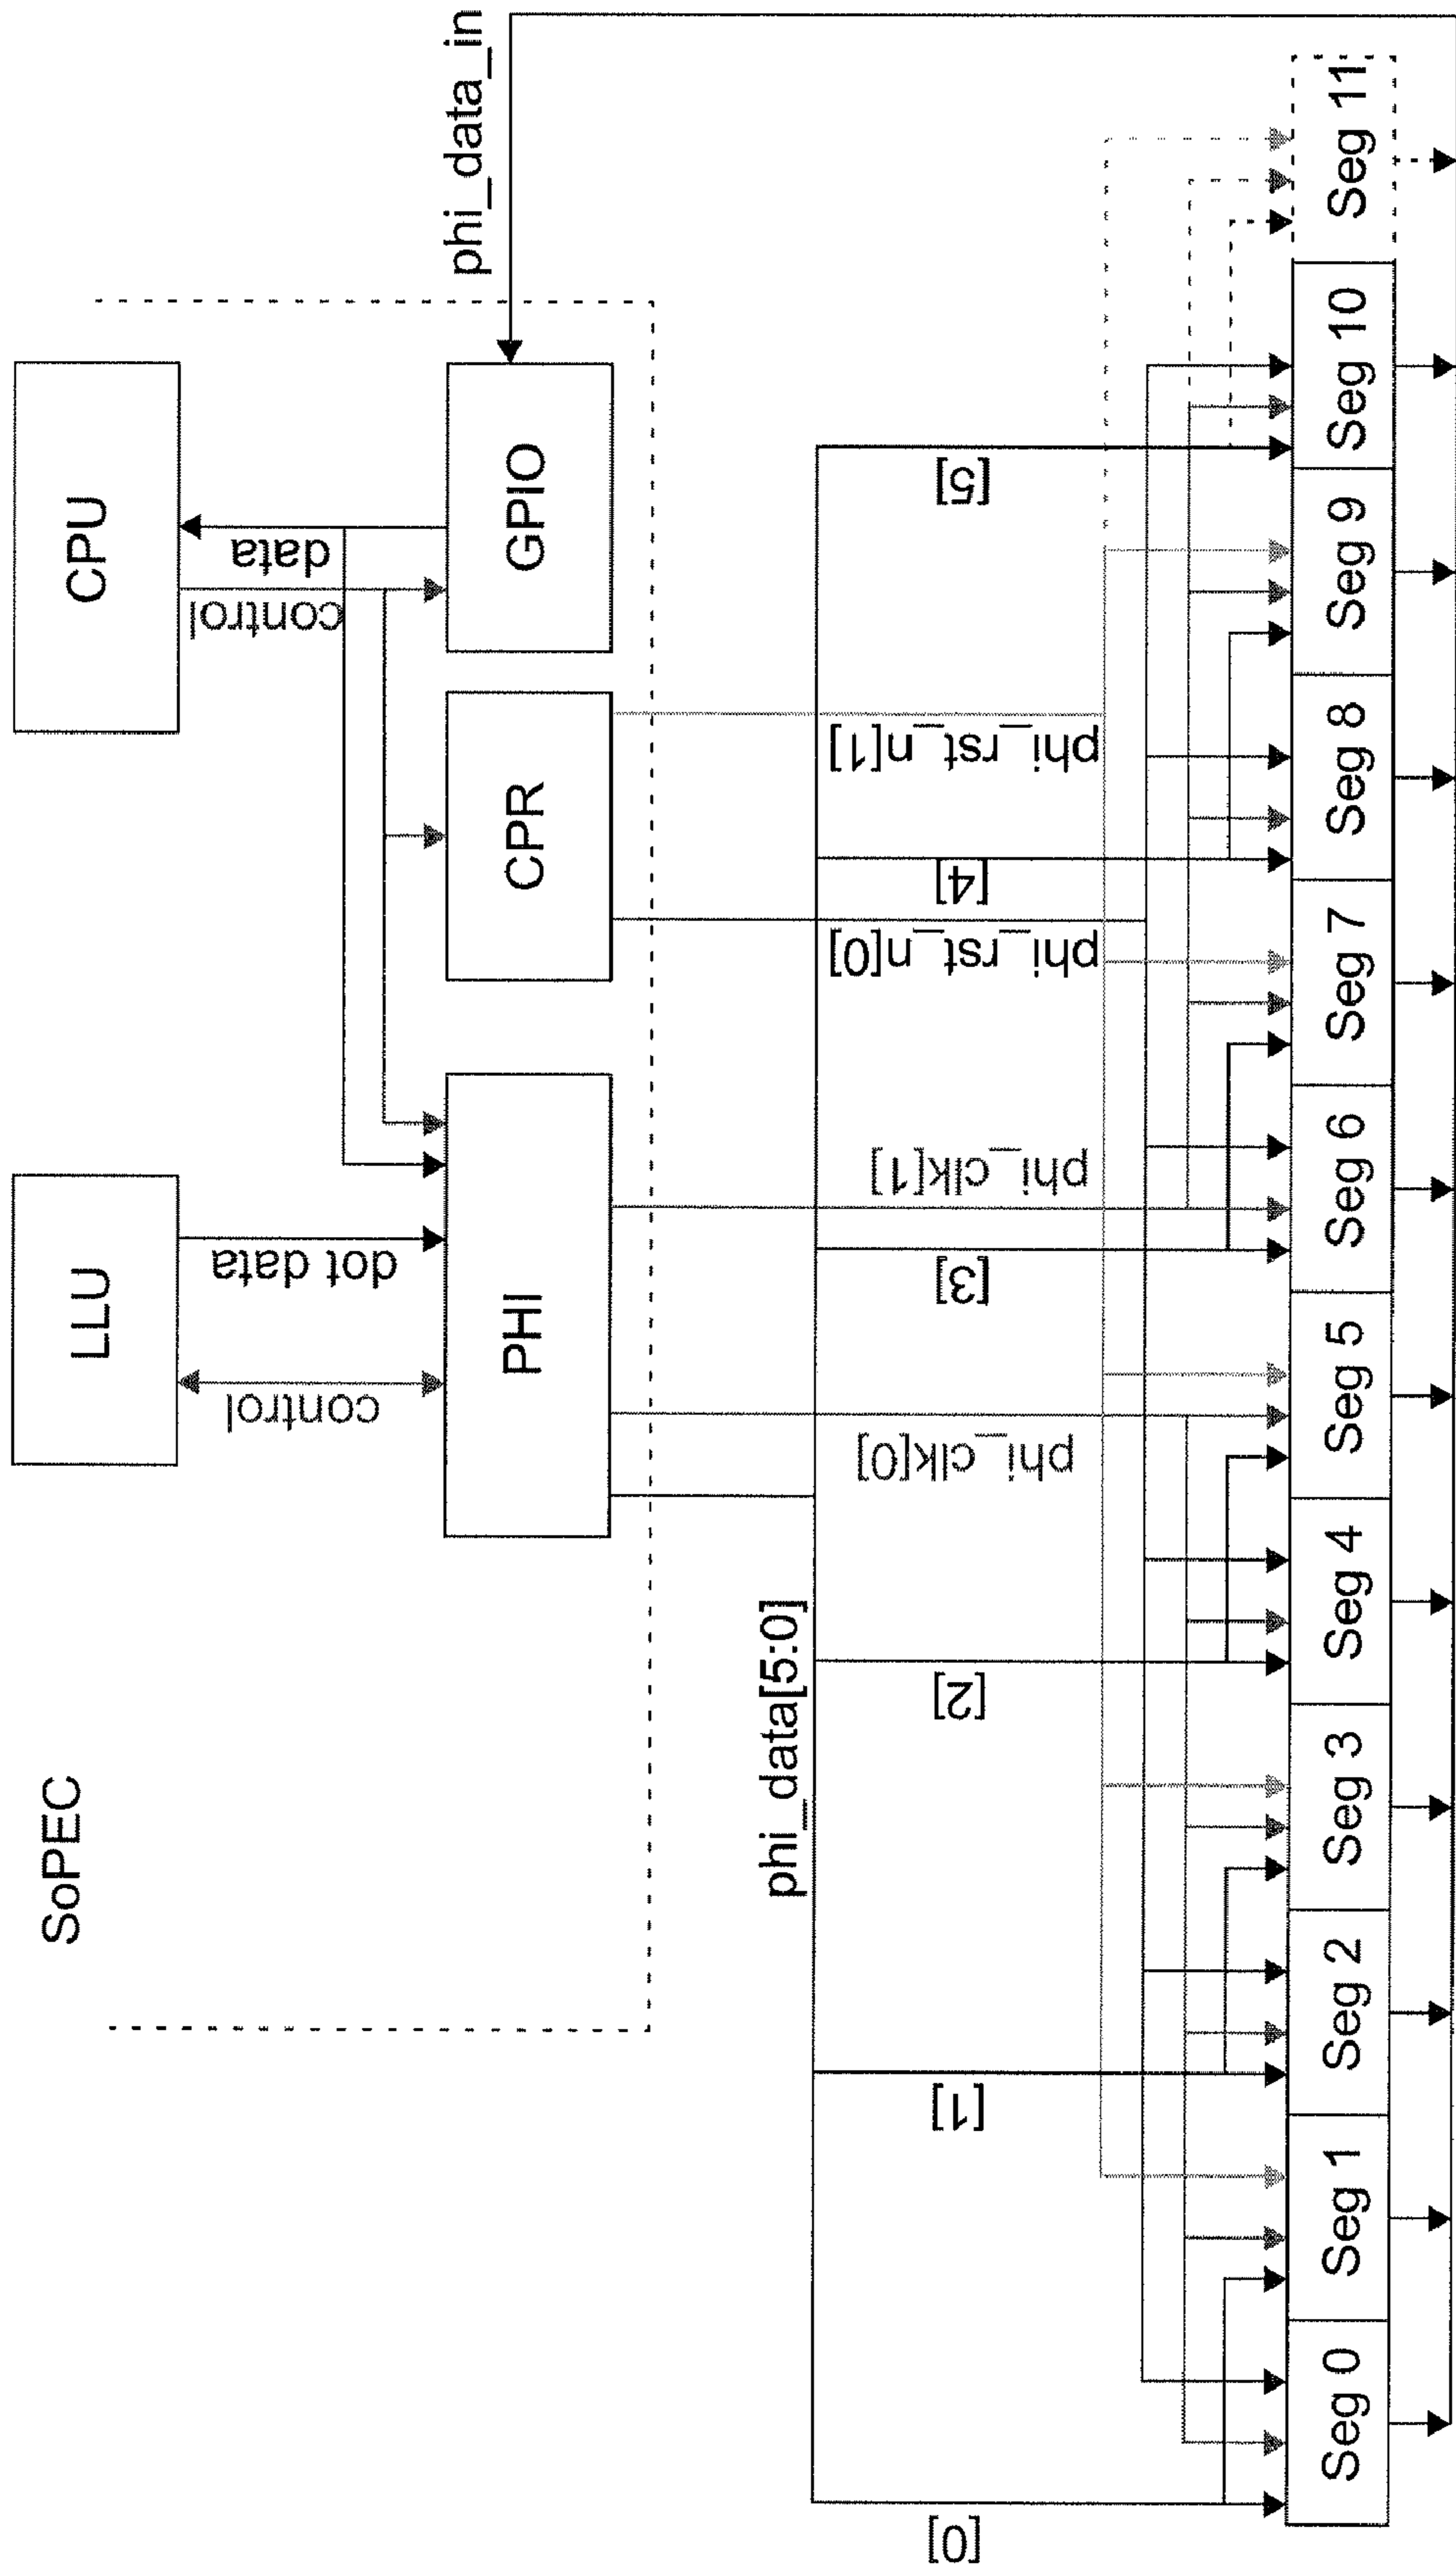 SoPEC
LLU
CPU
control
dot data
control
data
PHI
CPR
GPIO
phi_data_in
phi_data[5:0]
phi_clk[0]
phi_clk[1]
phi_rst_n[0]
phi_rst_n[1]
[0]
[1]
[2]
[3]
[4]
[5]
Seg 0
Seg 1
Seg 2
Seg 3
Seg 4
Seg 5
Seg 6
Seg 7
Seg 8
Seg 9
Seg 10
Seg 11